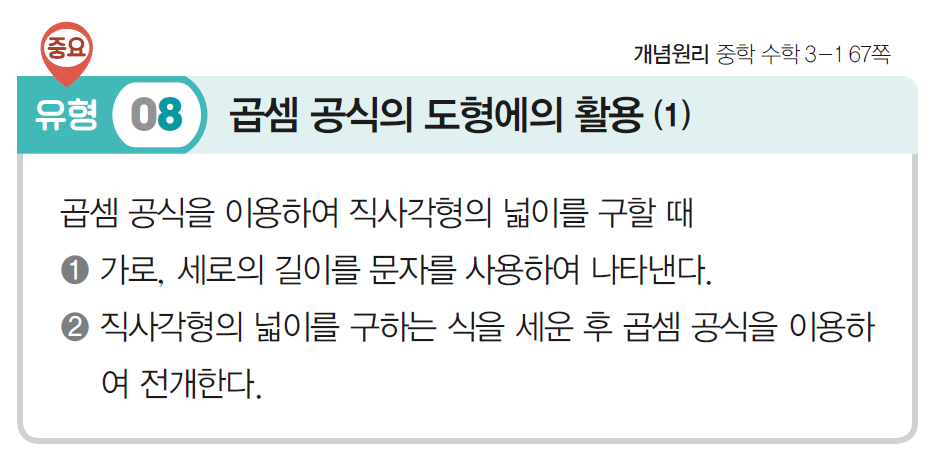 중요
개념원리 중학 수학 3-1 67쪽
유형 08 곱셈 공식의 도형에의 활용 (1)
곱셈 공식을 이용하여 직사각형의 넓이를 구할 때
❶ 가로, 세로의 길이를 문자를 사용하여 나타낸다.
❷ 직사각형의 넓이를 구하는 식을 세운 후 곱셈 공식을 이용하
여 전개한다.